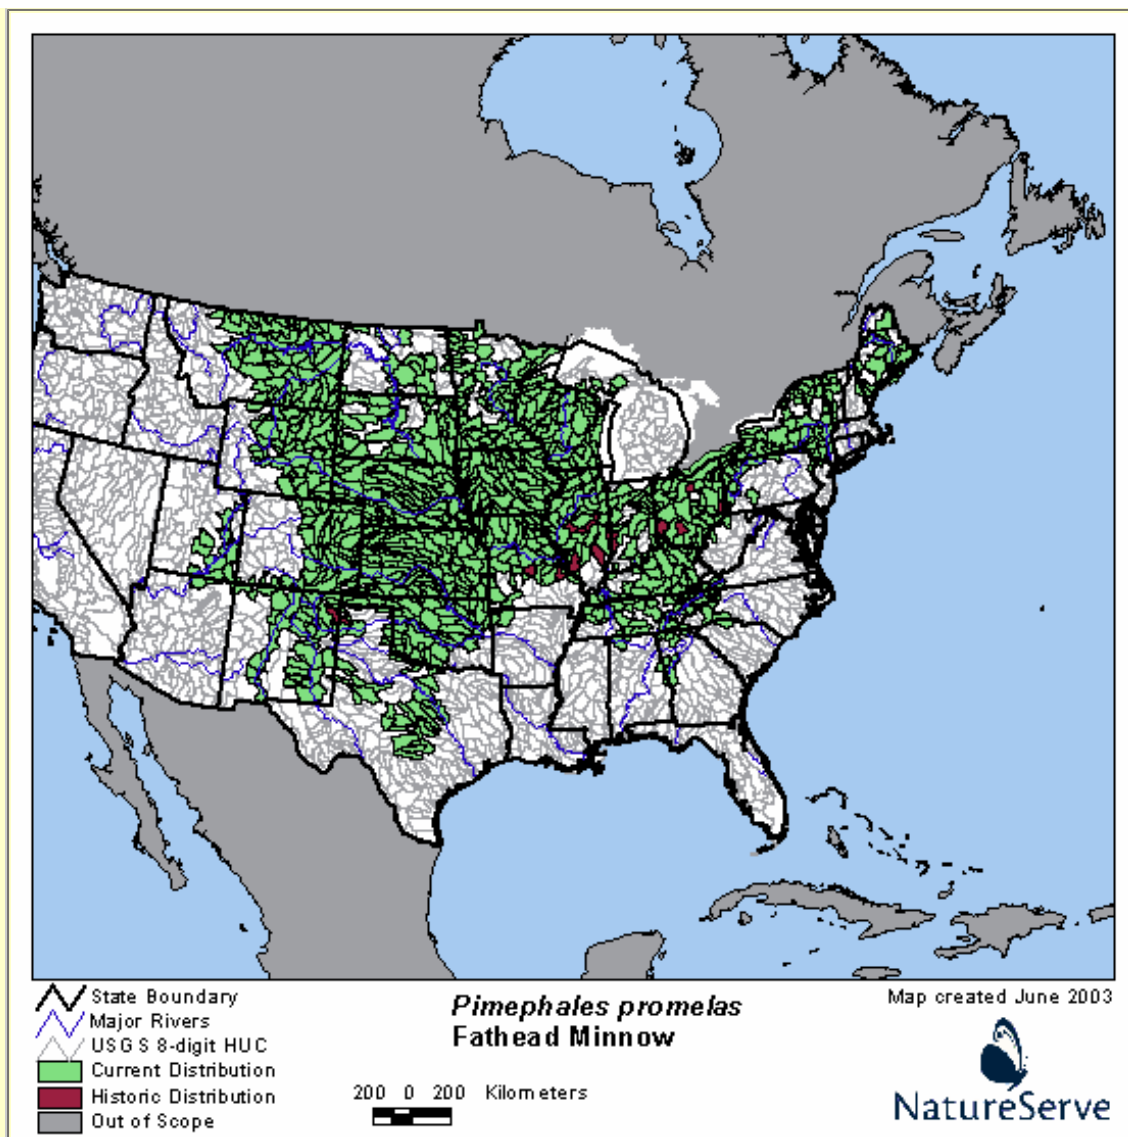 State Boundary
Major Rivers
USGS 8-digit HUC
Current Distribution
Historic Distribution
Out of Scope
Pimephales promelas
Fathead Minnow
200 0 200 Kilometers
Map created June 2003
NatureServe